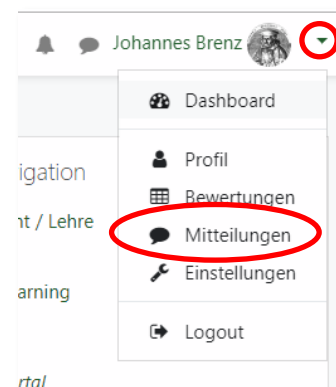 Johannes Brenz
Dashboard
igation
Profil
Bewertungen
nt / Lehre
Mitteilungen
Einstellungen
arning
Logout
rtal